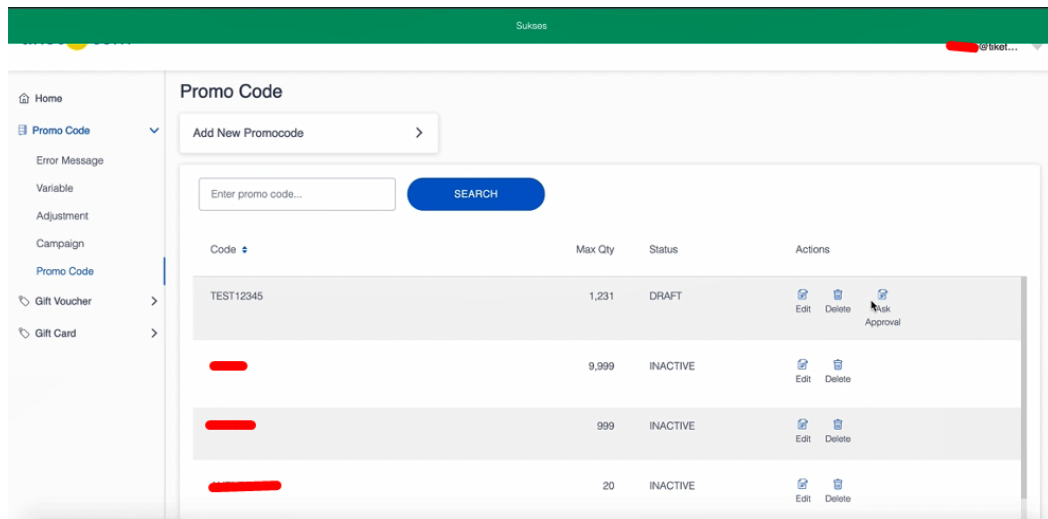 Sukses
@tiket...
Home
Promo Code
Error Message
Variable
Adjustment
Campaign
Promo Code
Gift Voucher
Gift Card
Promo Code
Add New Promocode
Enter promo code...
SEARCH
Code Max Qty Status Actions
TEST12345 1,231 DRAFT Edit Delete Ask Approval
9,999 INACTIVE Edit Delete
999 INACTIVE Edit Delete
20 INACTIVE Edit Delete